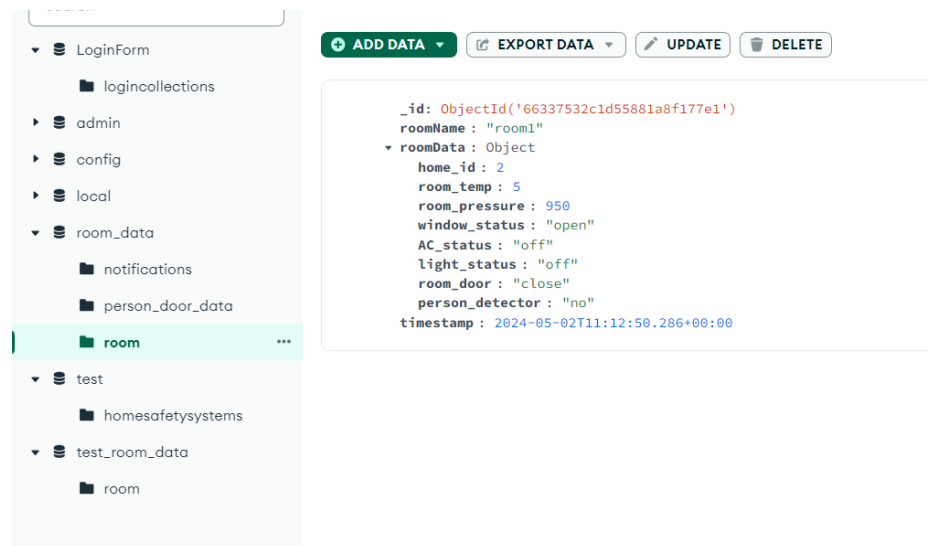 LoginForm
logincollections
admin
config
local
room_data
notifications
person_door_data
room
test
homesafetysystems
test_room_data
room
ADD DATA
EXPORT DATA
UPDATE
DELETE
_id: ObjectId('66337532c1d55881a8f177e1')
roomName : "room1"
roomData : Object
home_id : 2
room_temp : 5
room_pressure : 950
window_status : "open"
AC_status : "off"
light_status : "off"
room_door : "close"
person_detector : "no"
timestamp : 2024-05-02T11:12:50.286+00:00